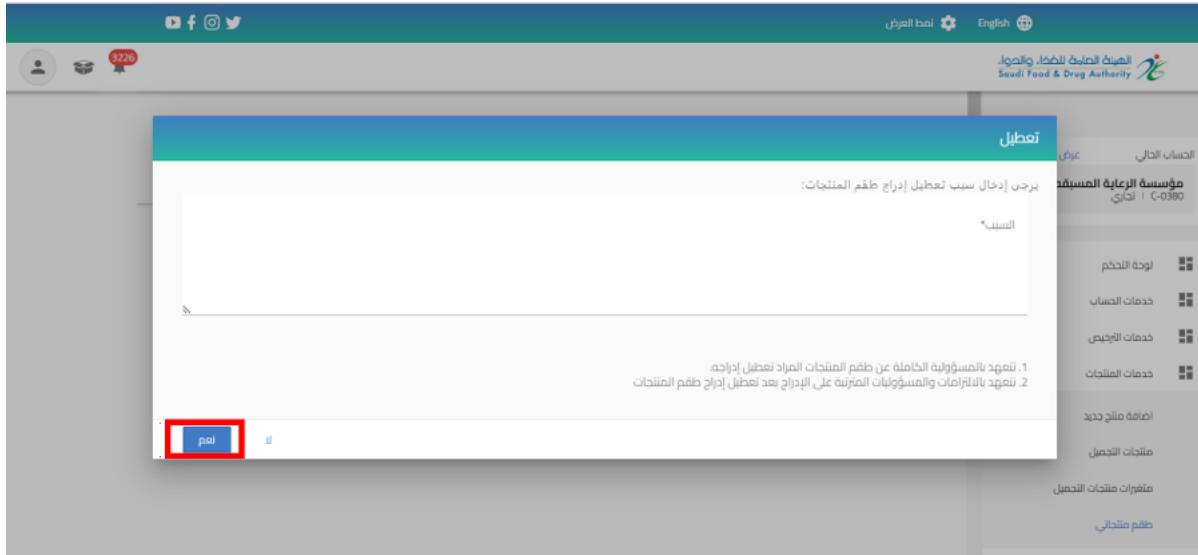 English
نمط العرض
3226
الهيئة العامة للغذاء والدواء
Saudi Food & Drug Authority
الحساب الحالي
عرض
مؤسسة الرعاية المسبقة
C-0380 | تجاري
لوحة التحكم
خدمات الحساب
خدمات الترخيص
خدمات المنتجات
اضافة منتج جديد
منتجات التجميل
متغيرات منتجات التجميل
طقم منتجاتي
تعطيل
يرجى إدخال سبب تعطيل إدراج طقم المنتجات:
السبب*
1. نتعهد بالمسؤولية الكاملة عن طقم المنتجات المراد تعطيل إدراجه.
2. نتعهد بالالتزامات والمسؤوليات المترتبة على الإدراج بعد تعطيل إدراج طقم المنتجات
لا
نعم